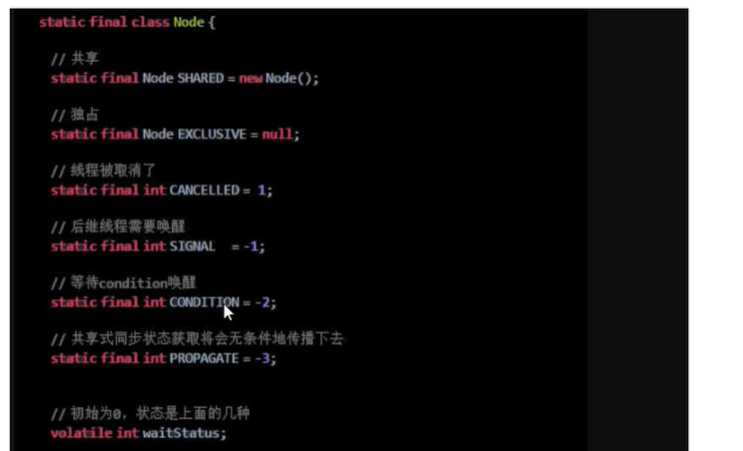 static final class Node {
// 共享
static final Node SHARED = new Node();
// 独占
static final Node EXCLUSIVE = null;
// 线程被取消了
static final int CANCELLED = 1;
// 后继线程需要唤醒
static final int SIGNAL = -1;
// 等待condition唤醒
static final int CONDITION = -2;
// 共享式同步状态获取将会无条件地传播下去
static final int PROPAGATE = -3;
// 初始为0，状态是上面的几种
volatile int waitStatus;